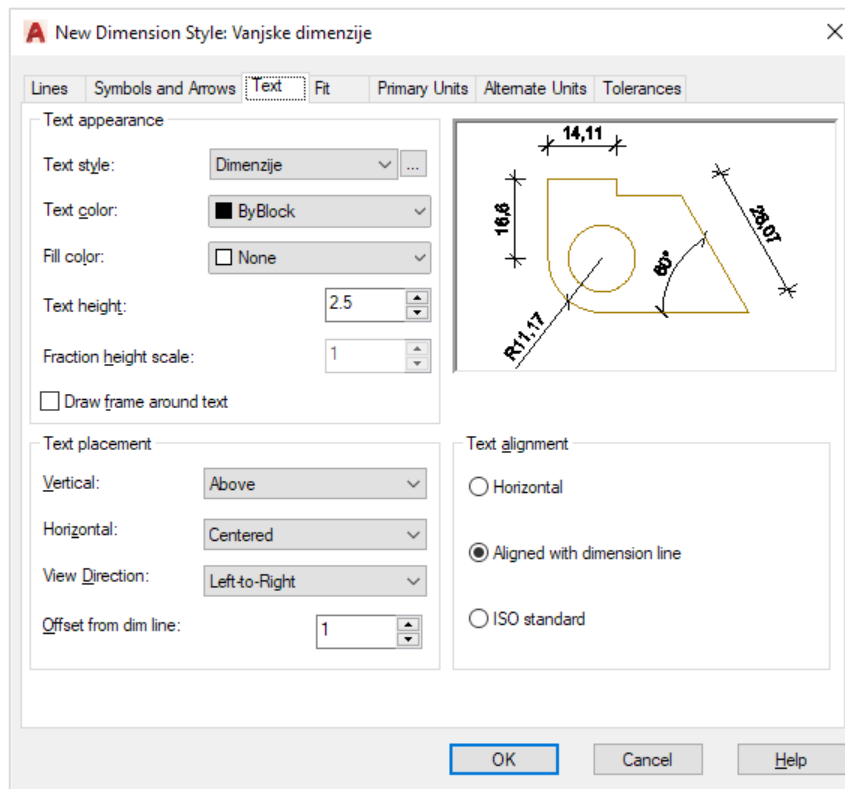 New Dimension Style: Vanjske dimenzije
Lines Symbols and Arrows Text Fit Primary Units Alternate Units Tolerances
Text appearance
Text style: Dimenzije ...
Text color: ByBlock
Fill color: None
Text height: 2.5
Fraction height scale: 1
Draw frame around text
14,11
16,6
28,07
60°
R11,17
Text placement
Vertical: Above
Horizontal: Centered
View Direction: Left-to-Right
Offset from dim line: 1
Text alignment
Horizontal
Aligned with dimension line
ISO standard
OK Cancel Help